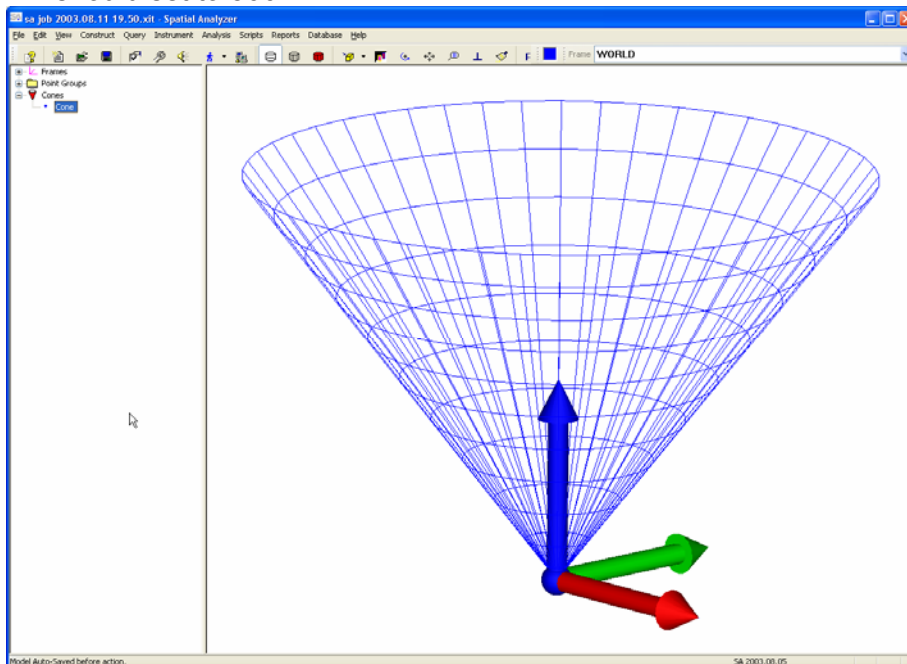 sa job 2003.08.11 19.50.xit - Spatial Analyzer
File Edit View Construct Query Instrument Analysis Scripts Reports Database Help
F Frame WORLD
Frames
Point Groups
Cones
Cone
Model Auto-Saved before action. SA 2003.08.05